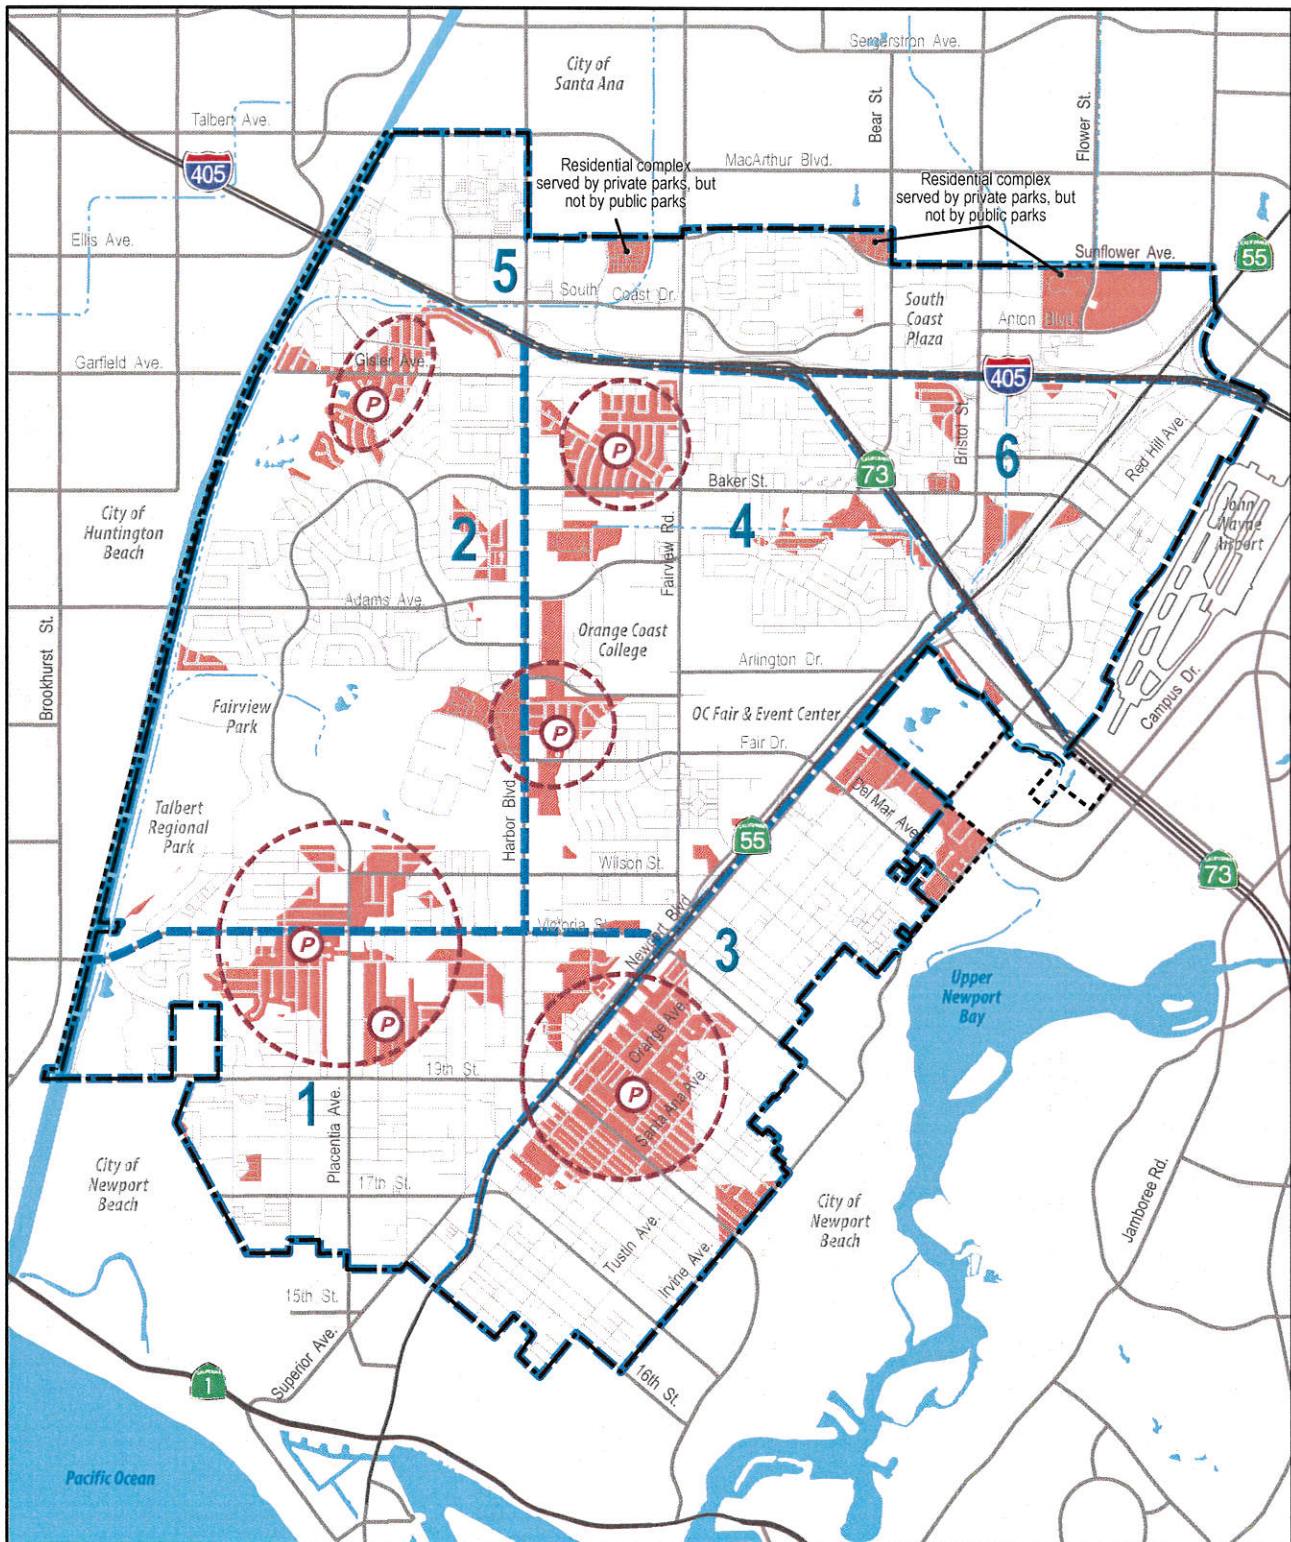 Sergerstron Ave.
City of
Santa Ana
Bear St.
Flower St.
Talbert Ave.
405
MacArthur Blvd.
Residential complex
served by private parks, but
not by public parks
Residential complex
served by private parks, but
not by public parks
Ellis Ave.
Sunflower Ave.
CALIFORNIA
55
5
South Coast Dr.
South
Coast
Plaza
Anton Blvd.
Garfield Ave.
Gisler Ave
405
P
P
Bristol St.
Red Hill Ave.
6
CALIFORNIA
73
Baker St.
City of
Huntington
Beach
2
4
Fairview Rd.
John
Wayne
Airport
Adams Ave.
Orange Coast
College
Brookhurst St.
Arlington Dr.
Campus Dr.
Fairview
Park
OC Fair & Event Center
P
Fair Dr.
Del Mar Ave.
Talbert
Regional
Park
Harbor Blvd.
CALIFORNIA
55
Wilson St.
CALIFORNIA
73
Victoria St.
Newport Blvd.
P
3
Upper
Newport
Bay
P
Orange Ave.
19th St.
P
Santa Ana Ave.
1
Placentia Ave.
City of
Newport
Beach
17th St.
City of
Newport
Beach
Jamboree Rd.
Tustin Ave.
Irvine Ave.
15th St.
Superior Ave.
16th St.
CALIFORNIA
1
Pacific Ocean